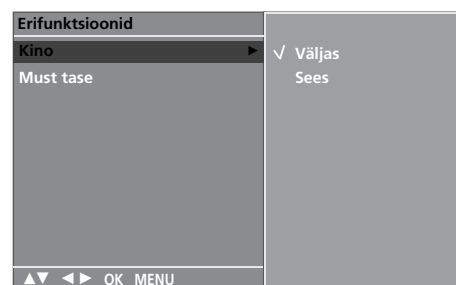 Erifunktsioonid
Kino ►
Must tase
√ Väljas
Sees
▲▼ ◄► OK MENU